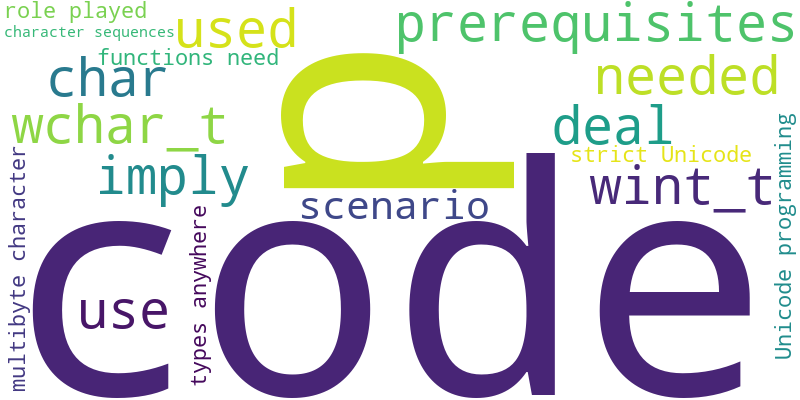 role played
character sequences
used
prerequisites
functions need
char
needed
p
wchar_t
deal
strict Unicode
imply
wint_t
scenario
code
use
multibyte character
types anywhere
Unicode programming